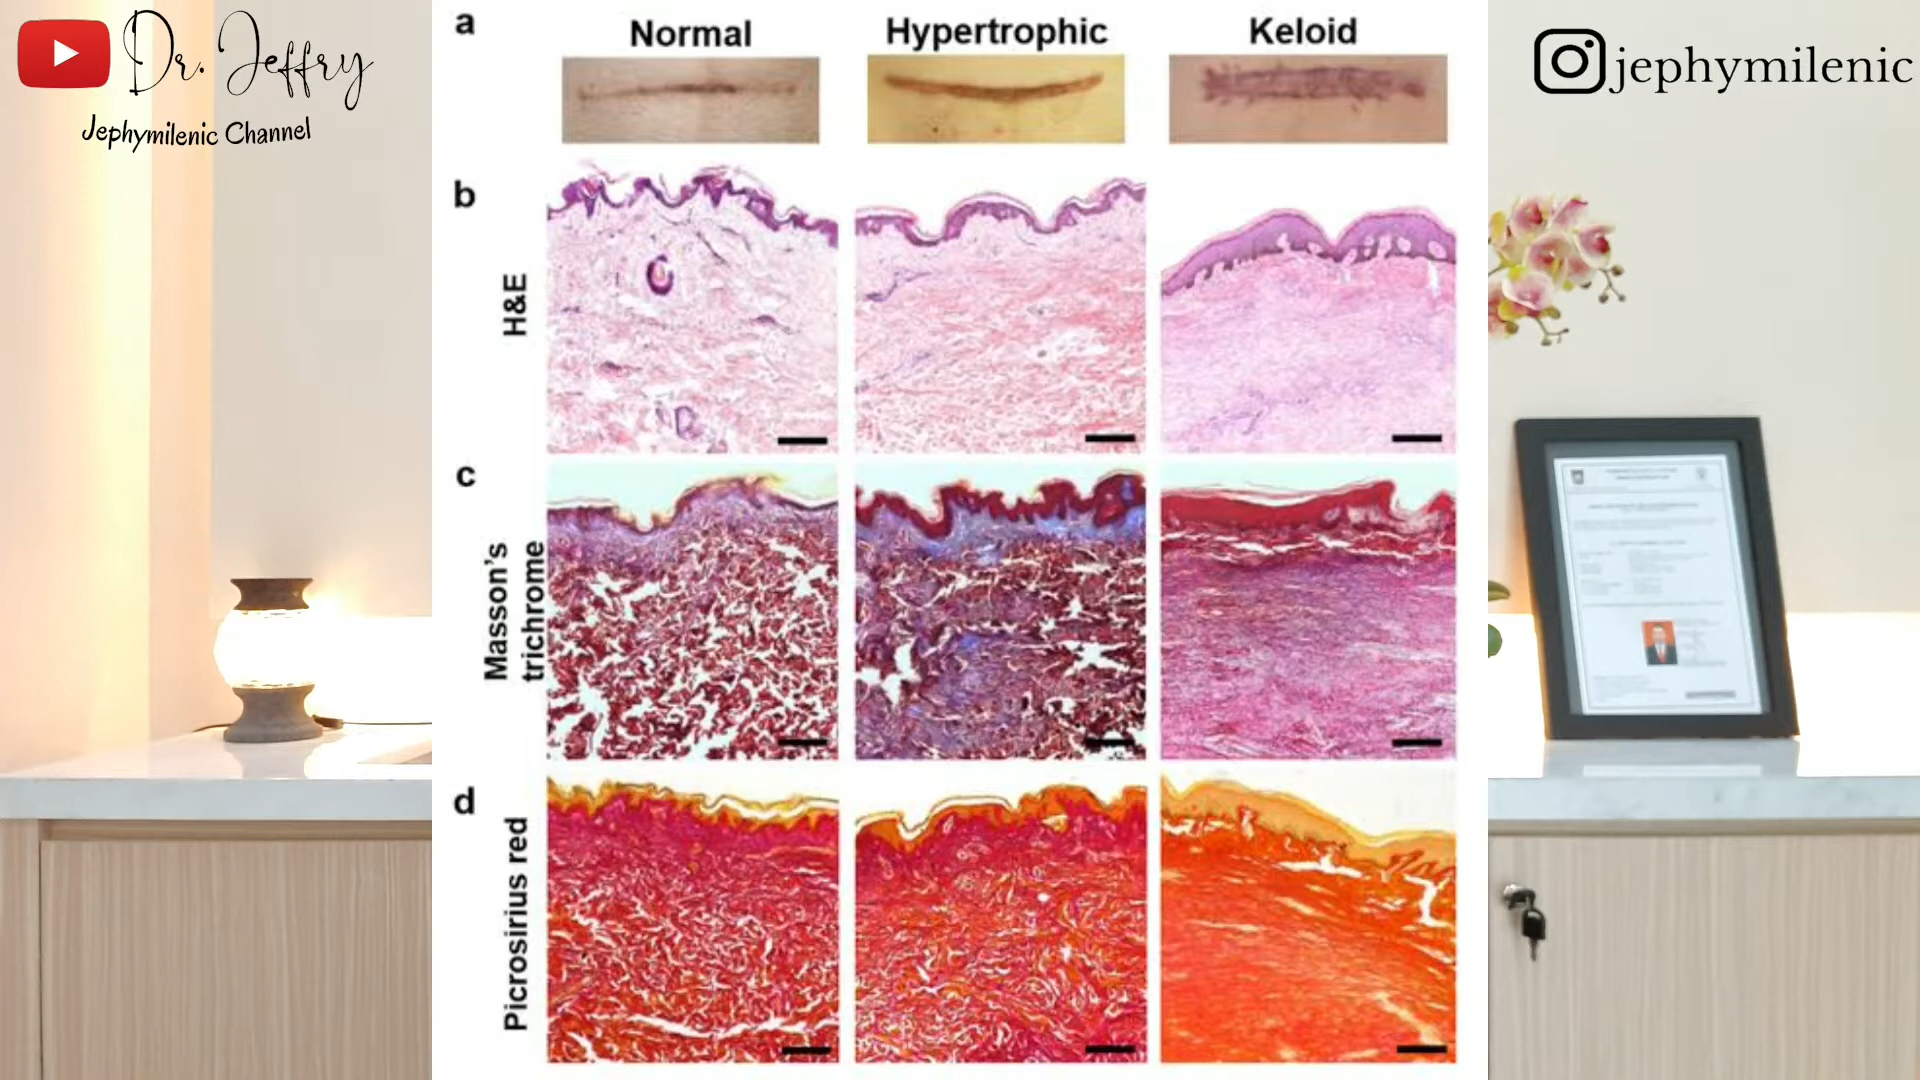 Dr. Jeffry
Jephymilenic Channel
jephymilenic
a
Normal
Hypertrophic
Keloid
b
H&E
c
Masson's
trichrome
d
Picrosirius red